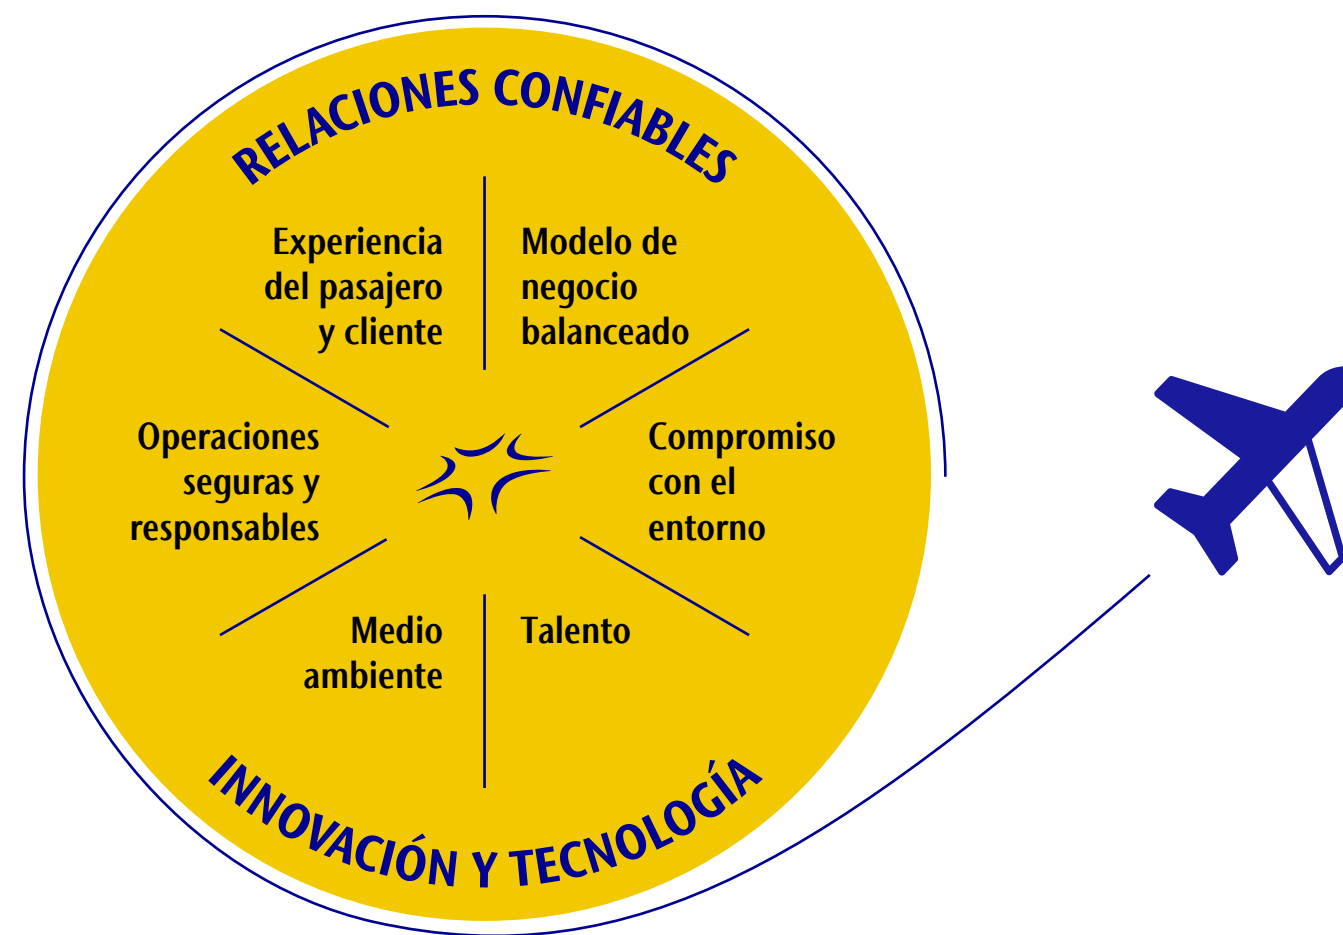 RELACIONES CONFIABLES
Experiencia
del pasajero
y cliente
Modelo de
negocio
balanceado
Operaciones
seguras y
responsables
Compromiso
con el
entorno
Medio
ambiente
Talento
INNOVACIÓN Y TECNOLOGÍA